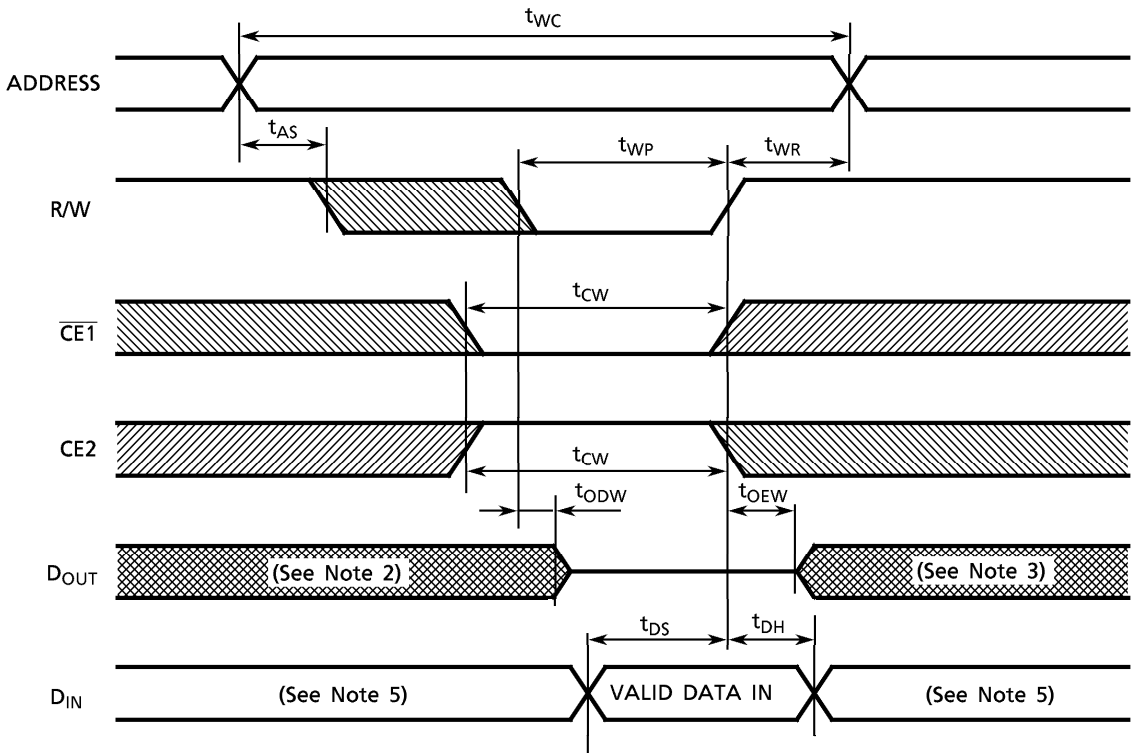 tWC
ADDRESS
tAS
tWP
tWR
R/W
tCW
CE1
CE2
tCW
tODW
tOEW
DOUT
(See Note 2)
(See Note 3)
tDS
tDH
DIN
(See Note 5)
VALID DATA IN
(See Note 5)